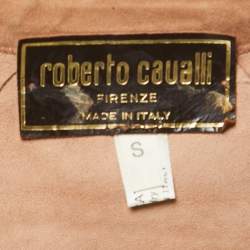 roberto cavalli
FIRENZE
MADE IN ITALY
S